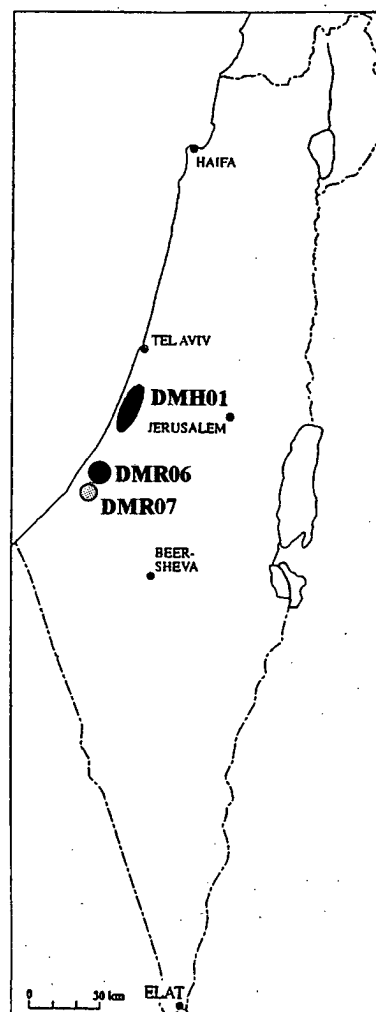 HAIFA
TEL AVIV
DMH01
JERUSALEM
DMR06
DMR07
BEER-
SHEVA
ELAT
0 50 km